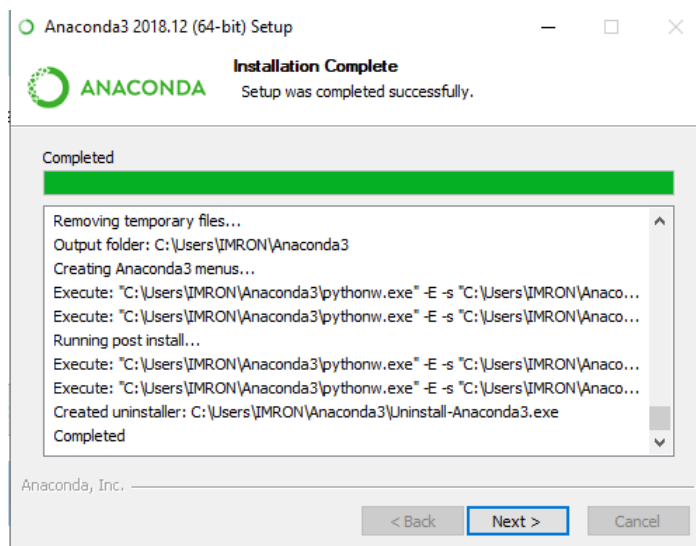 Anaconda3 2018.12 (64-bit) Setup
ANACONDA
Installation Complete
Setup was completed successfully.
Completed
Removing temporary files...
Output folder: C:\Users\IMRON\Anaconda3
Creating Anaconda3 menus...
Execute: "C:\Users\IMRON\Anaconda3\pythonw.exe" -E -s "C:\Users\IMRON\Anaco...
Execute: "C:\Users\IMRON\Anaconda3\pythonw.exe" -E -s "C:\Users\IMRON\Anaco...
Running post install...
Execute: "C:\Users\IMRON\Anaconda3\pythonw.exe" -E -s "C:\Users\IMRON\Anaco...
Execute: "C:\Users\IMRON\Anaconda3\pythonw.exe" -E -s "C:\Users\IMRON\Anaco...
Created uninstaller: C:\Users\IMRON\Anaconda3\Uninstall-Anaconda3.exe
Completed
Anaconda, Inc.
< Back Next > Cancel